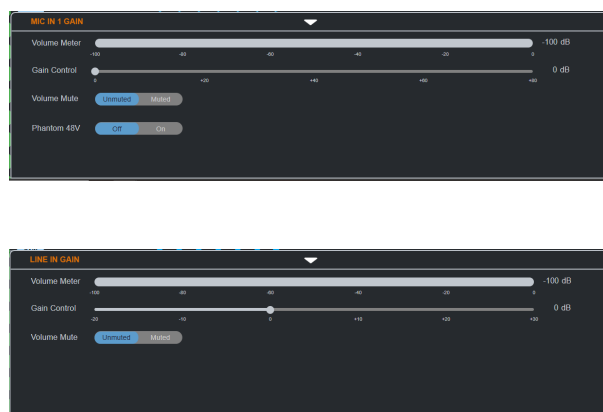 MIC IN 1 GAIN
Volume Meter -100 dB
-100 -80 -60 -40 -20 0
Gain Control 0 dB
0 +20 +40 +60 +80
Volume Mute Unmuted Muted
Phantom 48V Off On
LINE IN GAIN
Volume Meter -100 dB
-100 -80 -60 -40 -20 0
Gain Control 0 dB
-20 -10 0 +10 +20 +30
Volume Mute Unmuted Muted